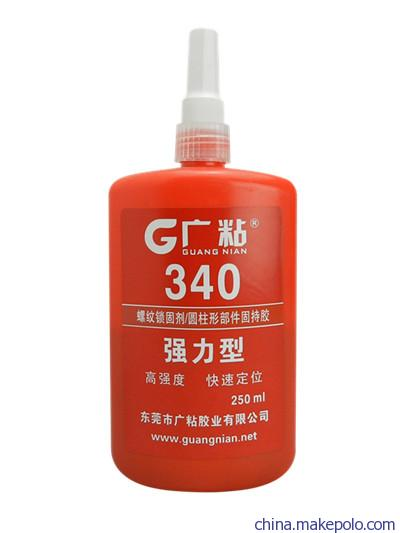 G广粘®
GUANG NIAN
340
螺纹锁固剂/圆柱形部件固持胶
强力型
高强度 快速定位
250 ml
东莞市广粘胶业有限公司
www.guangnian.net
china.makepolo.com